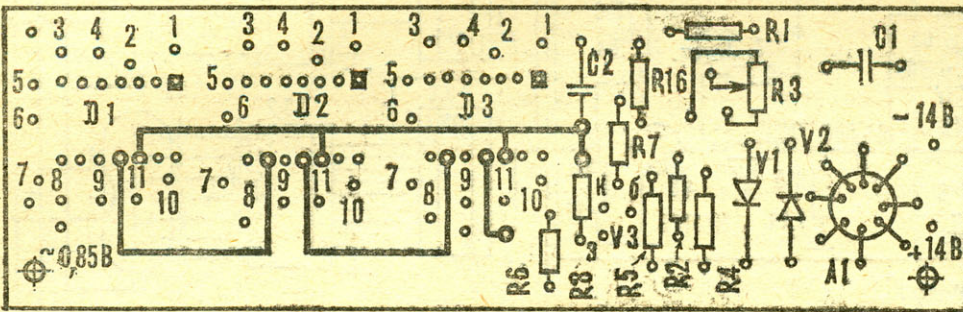 3 4 2 1 3 4 2 1 3 4 2 1 R1 C1
5 5 5 C2 R16 R3
6 D1 6 D2 6 D3 -14В
R7 V2
V1
7 8 9 11 10 7 8 9 11 10 7 8 9 11 10 к б
V3
э
~0,85В +14В
R6 R8 R5 R2 R4 A1